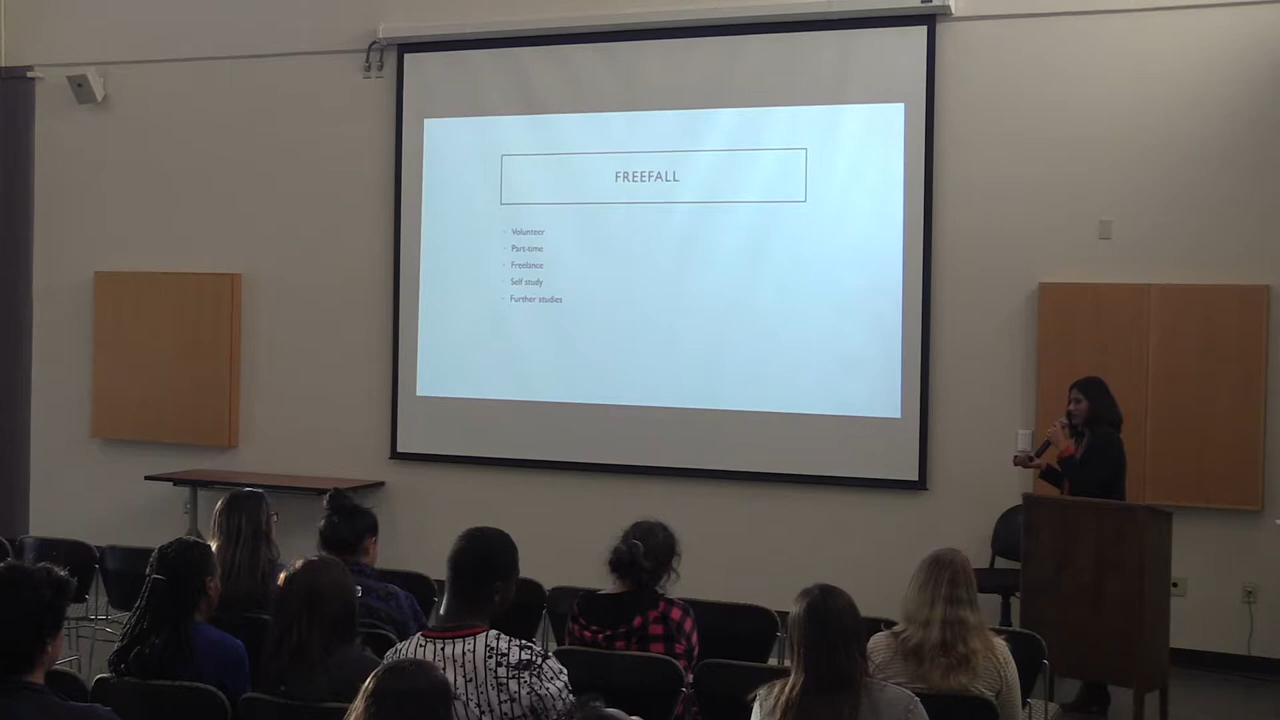 FREEFALL
Volunteer
Part-time
Freelance
Self study
Further studies